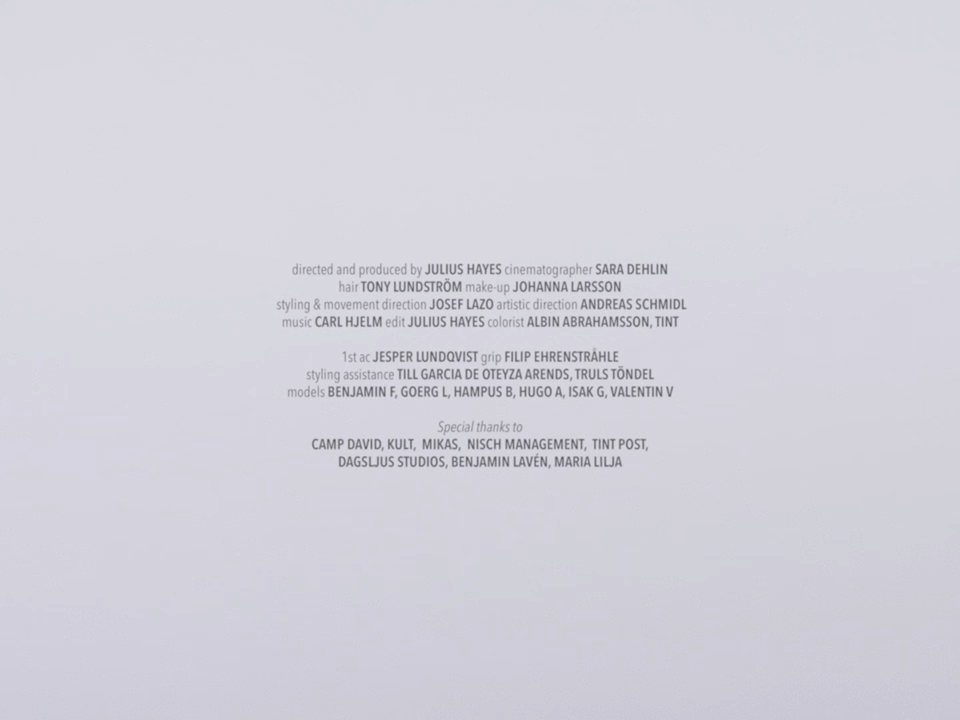 directed and produced by JULIUS HAYES cinematographer SARA DEHLIN
hair TONY LUNDSTRÖM make-up JOHANNA LARSSON
styling & movement direction JOSEF LAZO artistic direction ANDREAS SCHMIDL
music CARL HJELM edit JULIUS HAYES colorist ALBIN ABRAHAMSSON, TINT
1st ac JESPER LUNDQVIST grip FILIP EHRENSTRÅHLE
styling assistance TILL GARCIA DE OTEYZA ARENDS, TRULS TÖNDEL
models BENJAMIN F, GOERG L, HAMPUS B, HUGO A, ISAK G, VALENTIN V
Special thanks to
CAMP DAVID, KULT, MIKAS, NISCH MANAGEMENT, TINT POST,
DAGSLJUS STUDIOS, BENJAMIN LAVÉN, MARIA LILJA